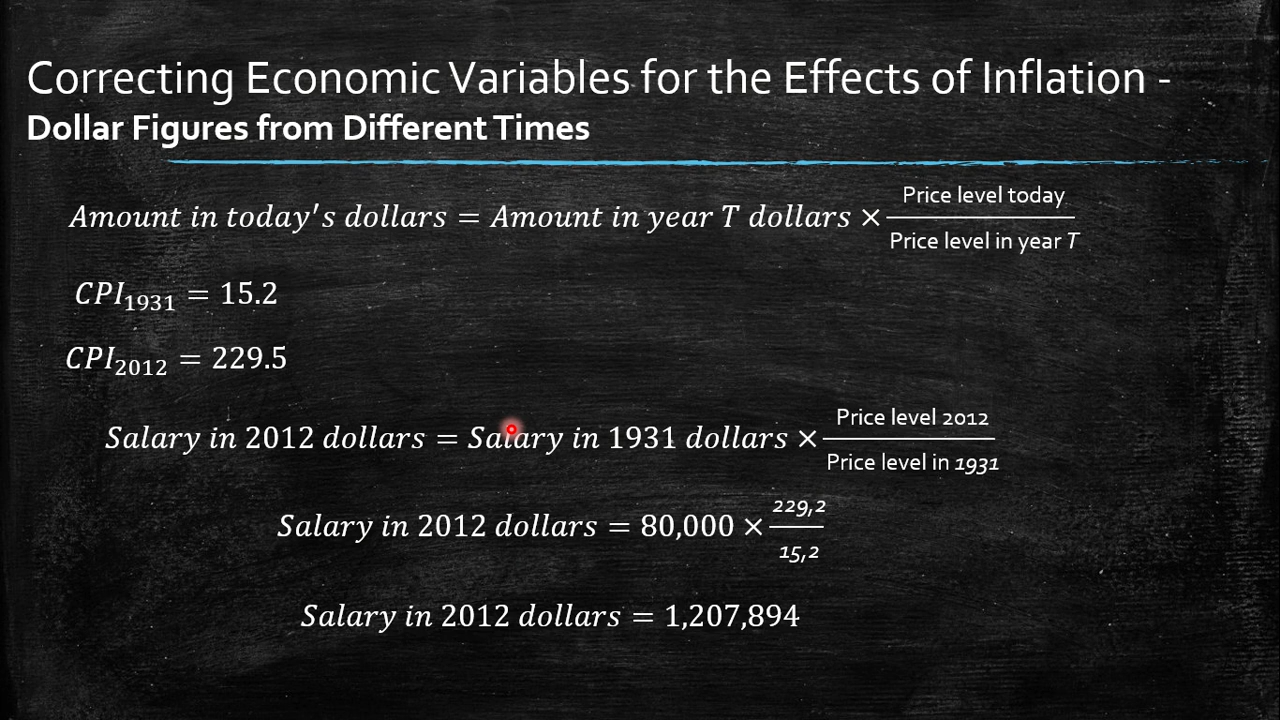 Correcting Economic Variables for the Effects of Inflation -
Dollar Figures from Different Times
Amount in today's dollars = Amount in year T dollars × Price level today / Price level in year T
CPI₁₉₃₁ = 15.2
CPI₂₀₁₂ = 229.5
Salary in 2012 dollars = Salary in 1931 dollars × Price level 2012 / Price level in 1931
Salary in 2012 dollars = 80,000 × 229,2 / 15,2
Salary in 2012 dollars = 1,207,894